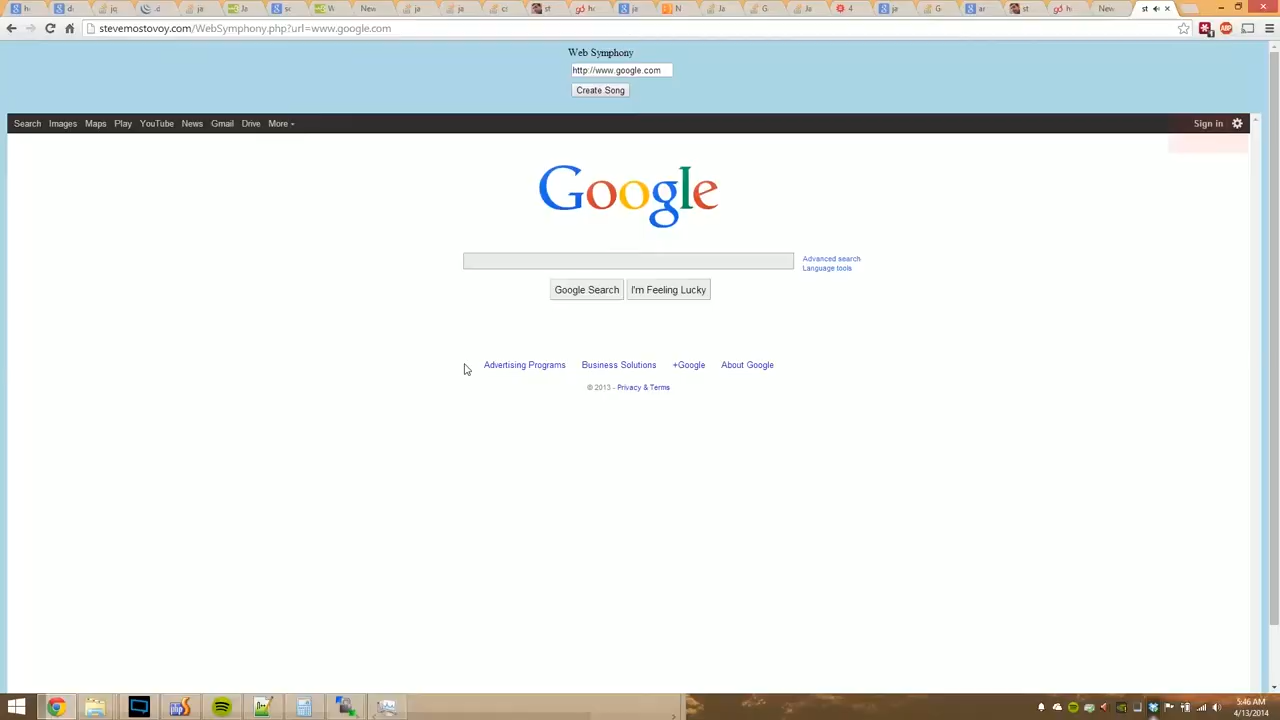 stevemostovoy.com/WebSymphony.php?url=www.google.com
Web Symphony
http://www.google.com
Create Song
Search Images Maps Play YouTube News Gmail Drive More Sign in
Google
Advanced search
Language tools
Google Search I'm Feeling Lucky
Advertising Programs Business Solutions +Google About Google
© 2013 - Privacy & Terms
5:46 AM
4/13/2014